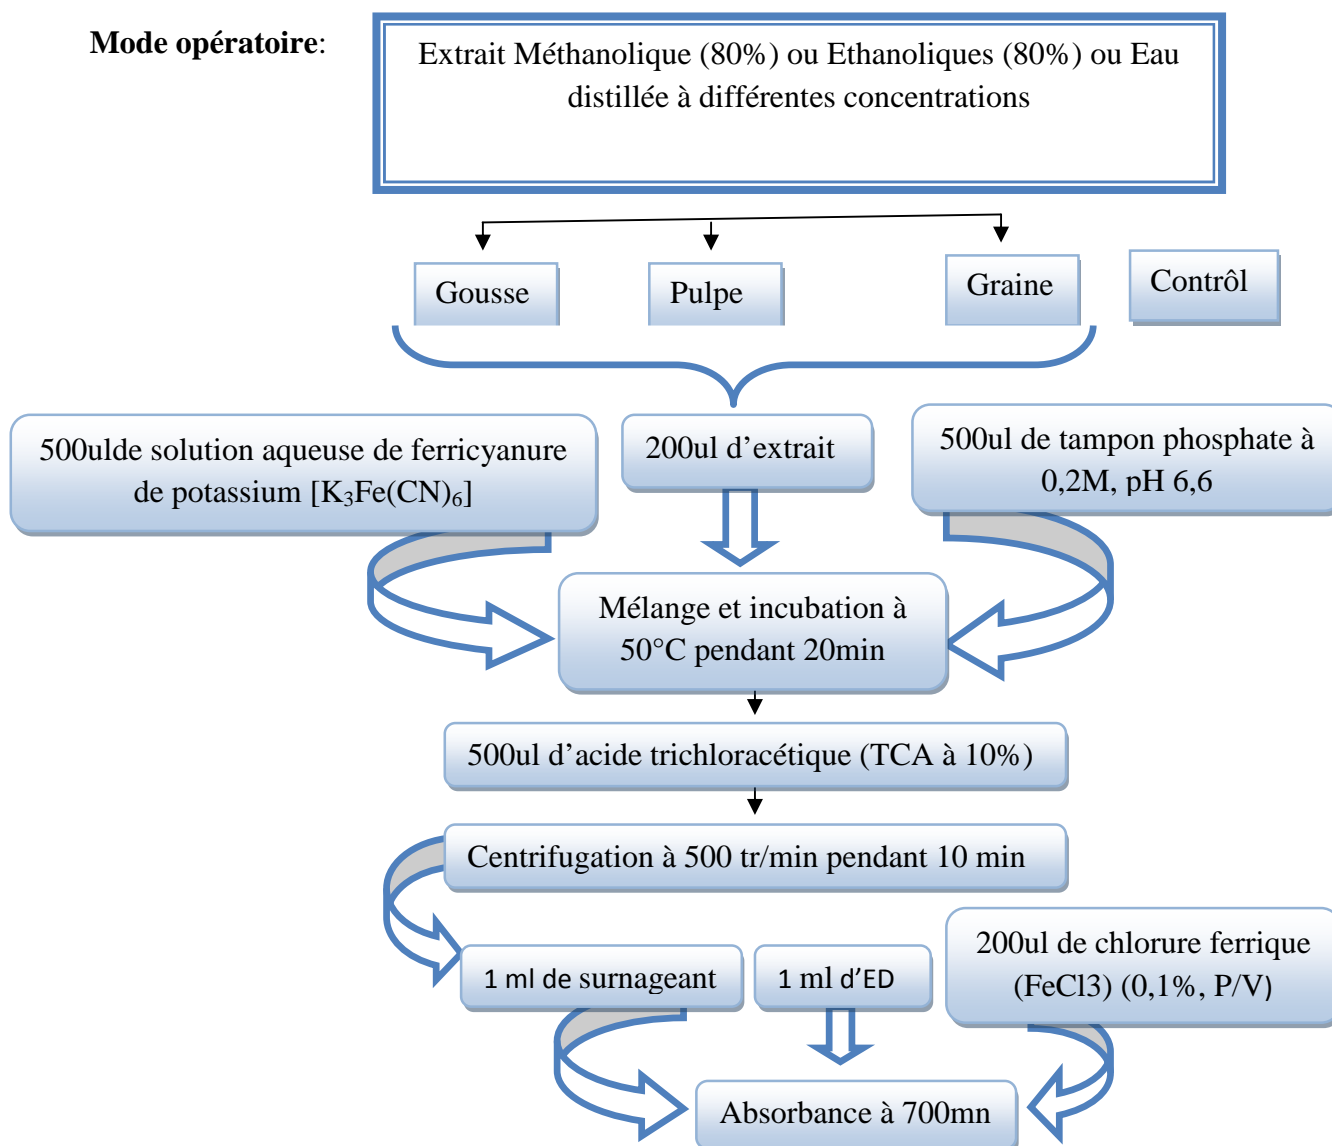 Mode opératoire:
Extrait Méthanolique (80%) ou Ethanoliques (80%) ou Eau
distillée à différentes concentrations
Gousse
Pulpe
Graine
Contrôl
500ulde solution aqueuse de ferricyanure
de potassium [K₃Fe(CN)₆]
200ul d’extrait
500ul de tampon phosphate à
0,2M, pH 6,6
Mélange et incubation à
50°C pendant 20min
500ul d’acide trichloracétique (TCA à 10%)
Centrifugation à 500 tr/min pendant 10 min
1 ml de surnageant
1 ml d’ED
200ul de chlorure ferrique
(FeCl3) (0,1%, P/V)
Absorbance à 700mn